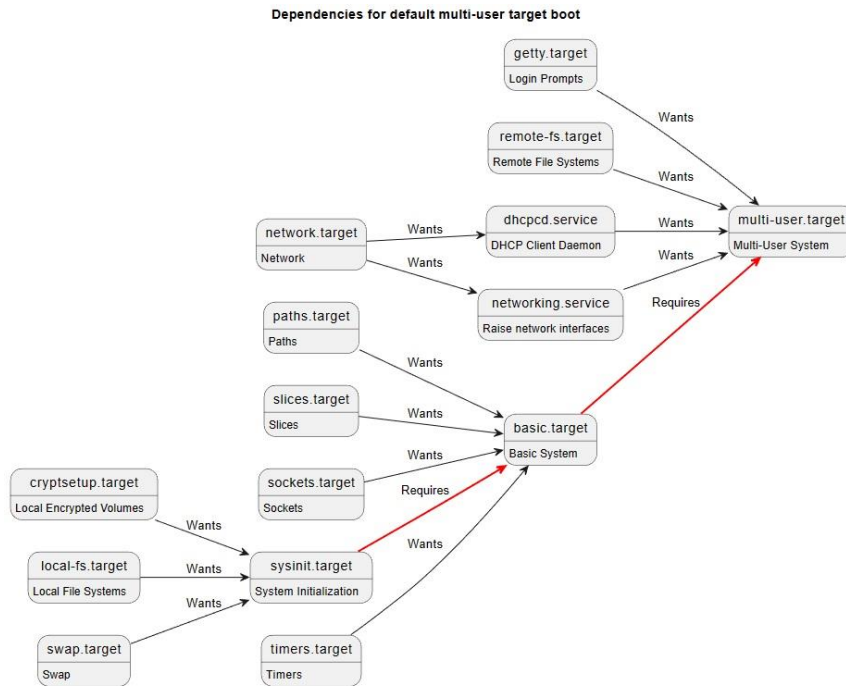 Dependencies for default multi-user target boot
getty.target
Login Prompts
Wants
remote-fs.target
Remote File Systems
Wants
network.target
Network
Wants
Wants
dhcpcd.service
DHCP Client Daemon
Wants
multi-user.target
Multi-User System
networking.service
Raise network interfaces
Wants
Requires
paths.target
Paths
Wants
slices.target
Slices
Wants
basic.target
Basic System
sockets.target
Sockets
Wants
Requires
cryptsetup.target
Local Encrypted Volumes
Wants
local-fs.target
Local File Systems
Wants
sysinit.target
System Initialization
Wants
swap.target
Swap
Wants
timers.target
Timers